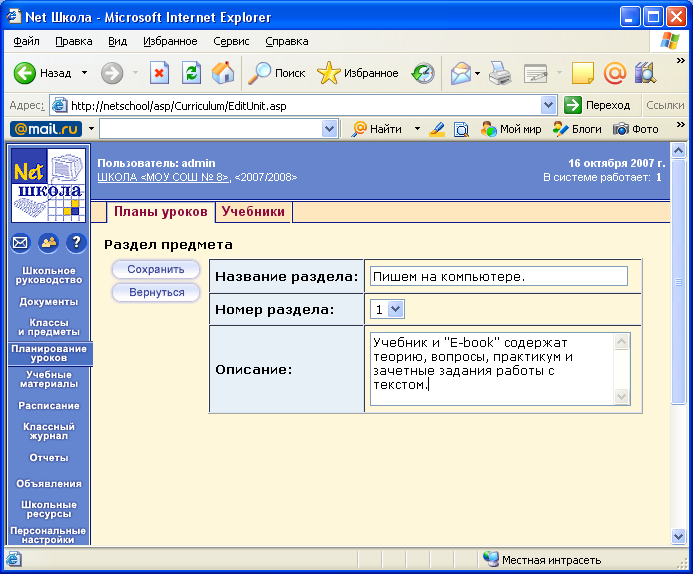 Net Школа - Microsoft Internet Explorer
Файл Правка Вид Избранное Сервис Справка
Назад Поиск Избранное
Адрес: http://netschool/asp/Curriculum/EditUnit.asp Переход Ссылки
@mail.ru Найти Мой мир Блоги Фото
Net
школа
Пользователь: admin 16 октября 2007 г.
ШКОЛА <МОУ СОШ № 8>, <2007/2008> В системе работает: 1
Планы уроков Учебники
Раздел предмета
Сохранить
Вернуться
Название раздела: Пишем на компьютере.
Номер раздела: 1
Описание:
Учебник и "E-book" содержат
теорию, вопросы, практикум и
зачетные задания работы с
текстом.
?
Школьное
руководство
Документы
Классы
и предметы
Планирование
уроков
Учебные
материалы
Расписание
Классный
журнал
Отчеты
Объявления
Школьные
ресурсы
Персональные
настройки
Местная интрасеть